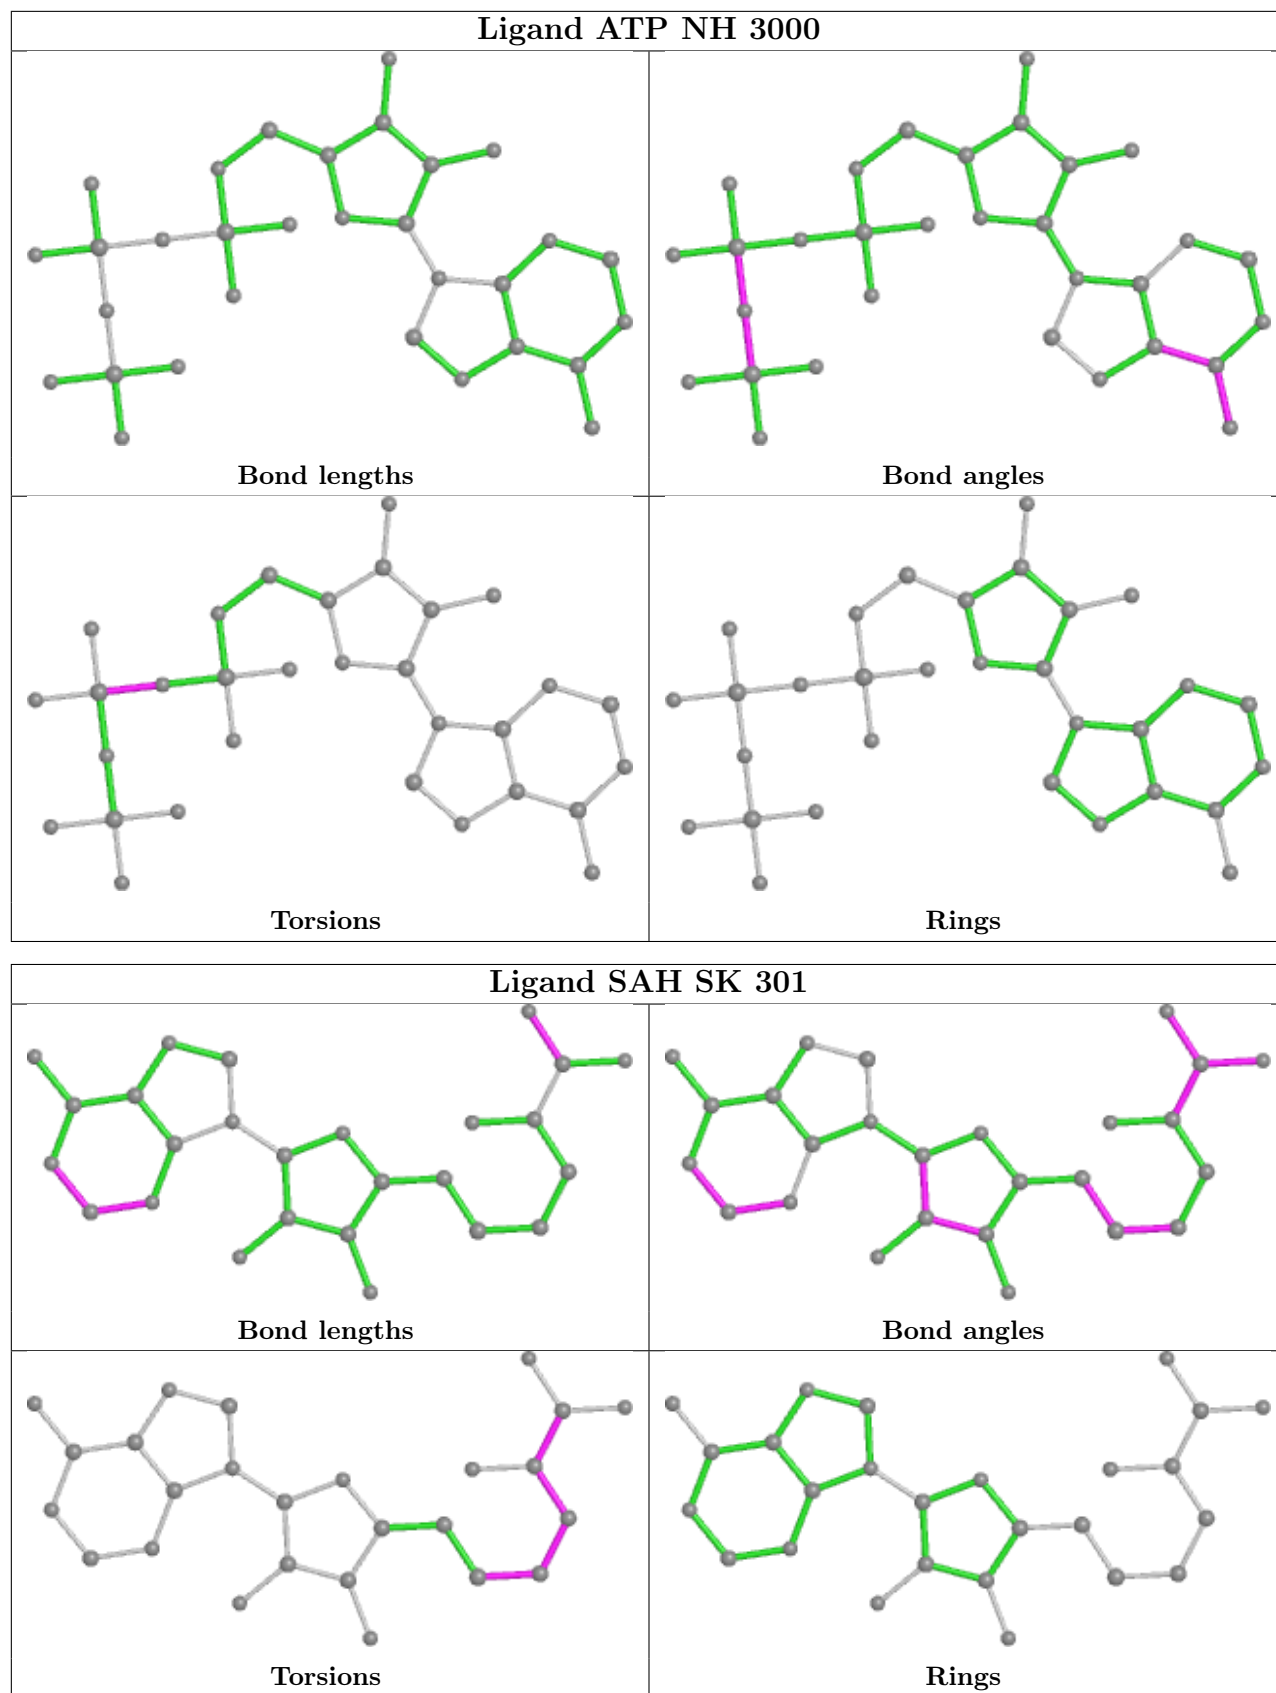 Ligand ATP NH 3000
Bond lengths
Bond angles
Torsions
Rings
Ligand SAH SK 301
Bond lengths
Bond angles
Torsions
Rings